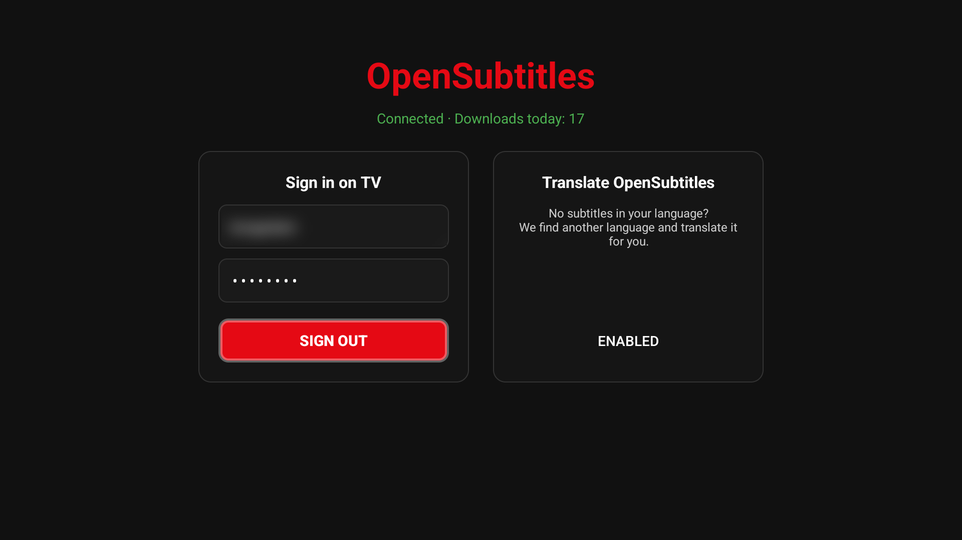 OpenSubtitles
Connected · Downloads today: 17
Sign in on TV
••••••••
SIGN OUT
Translate OpenSubtitles
No subtitles in your language?
We find another language and translate it
for you.
ENABLED